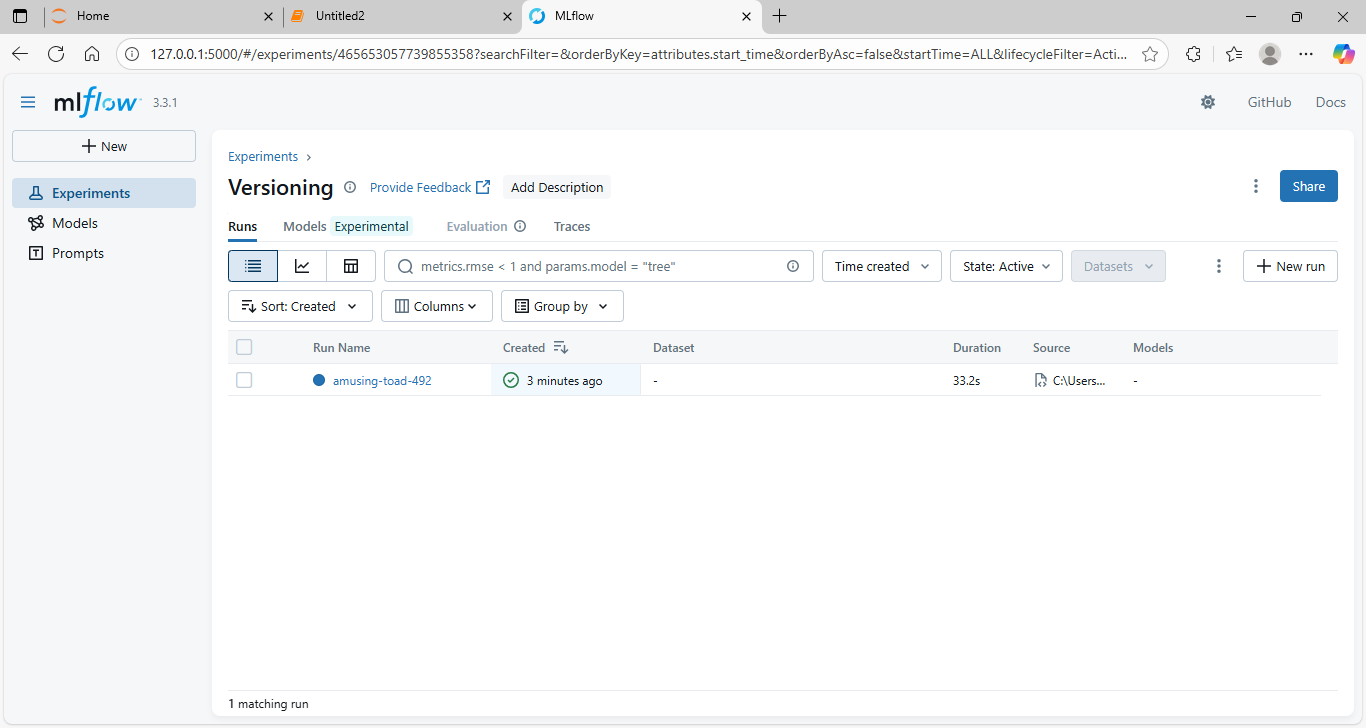 Home
Untitled2
MLflow
127.0.0.1:5000/#/experiments/465653057739855358?searchFilter=&orderByKey=attributes.start_time&orderByAsc=false&startTime=ALL&lifecycleFilter=Acti...
mlflow 3.3.1
GitHub Docs
New
Experiments
Models
Prompts
Experiments
Versioning Provide Feedback Add Description
Share
Runs Models Experimental Evaluation Traces
metrics.rmse < 1 and params.model = "tree" Time created State: Active Datasets New run
Sort: Created Columns Group by
Run Name Created Dataset Duration Source Models
amusing-toad-492 3 minutes ago - 33.2s C:\Users... -
1 matching run